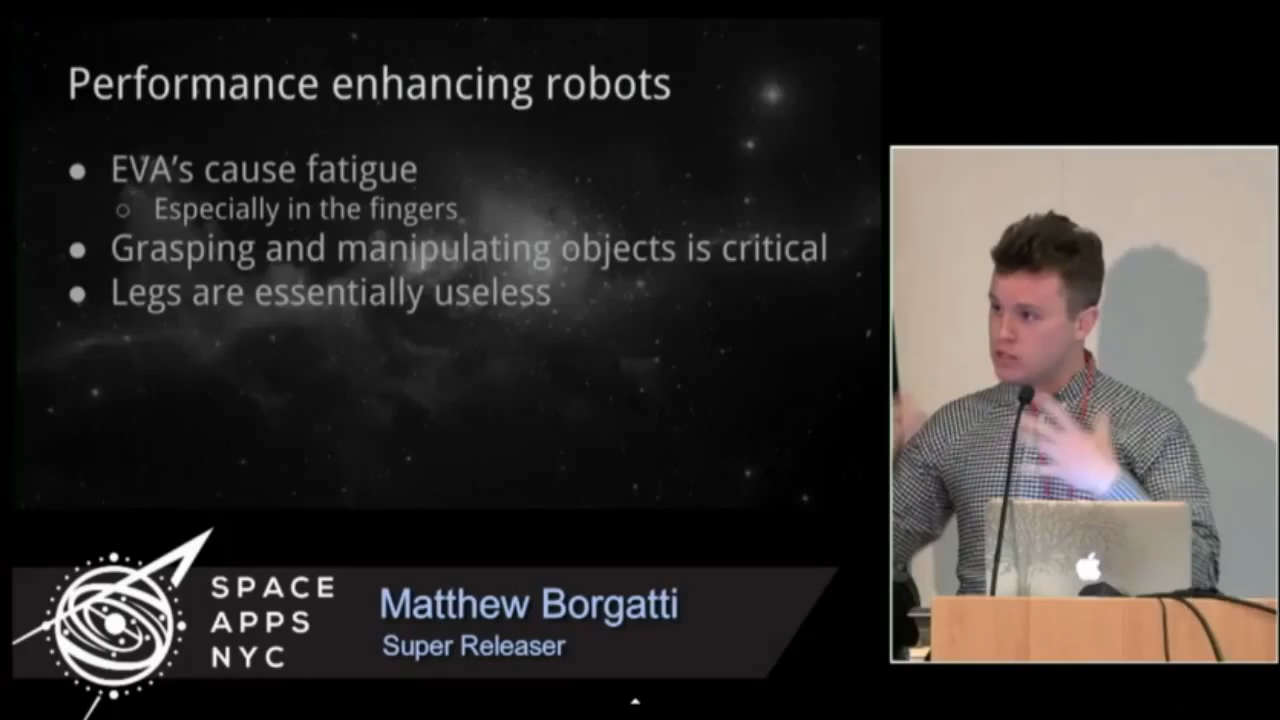 Performance enhancing robots
● EVA's cause fatigue
○ Especially in the fingers
● Grasping and manipulating objects is critical
● Legs are essentially useless
SPACE
APPS
NYC
Matthew Borgatti
Super Releaser